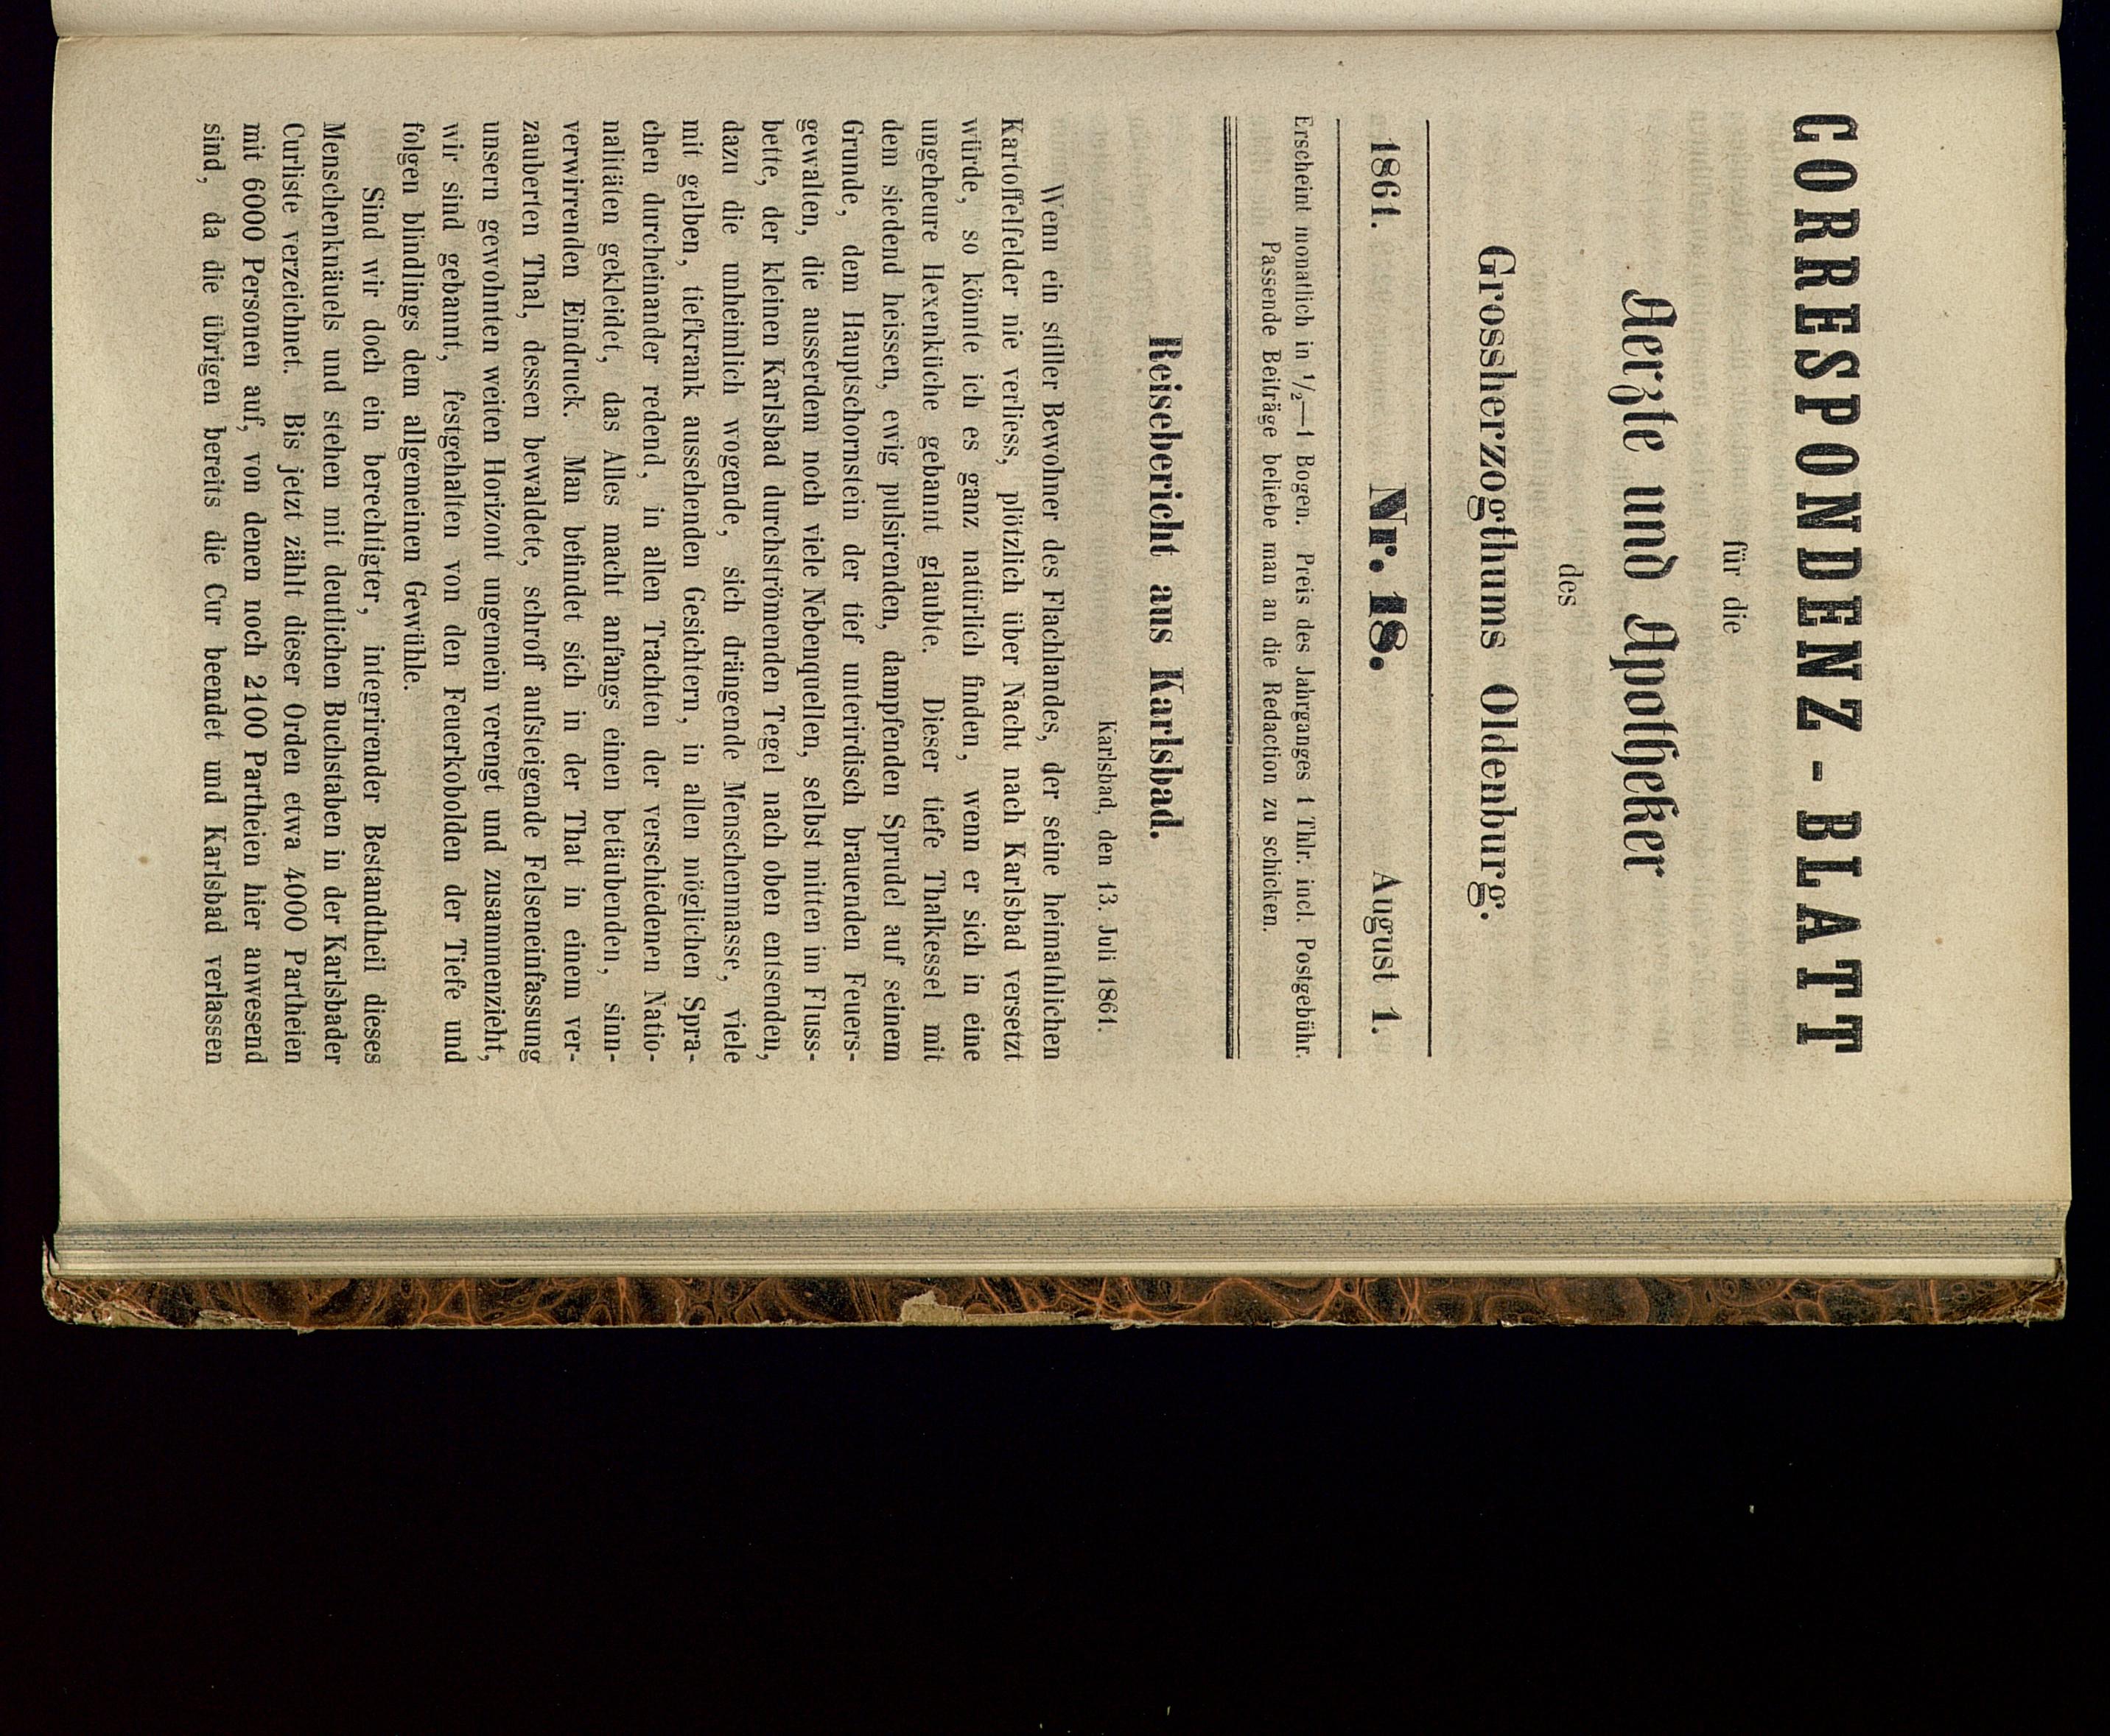 CORRESPONDENZ-BLATT
für die
Aerzte und Apotheker
des
Grossherzogthums Oldenburg.
1861. Nr. 18. August 1.
Erscheint monatlich in 1/2—1 Bogen. Preis des Jahrganges 1 Thlr. incl. Postgebühr.
Passende Beiträge beliebe man an die Redaction zu schicken.
Reisebericht aus Karlsbad.
Karlsbad, den 13. Juli 1861.
Wenn ein stiller Bewohner des Flachlandes, der seine heimathlichen
Kartoffelfelder nie verliess, plötzlich über Nacht nach Karlsbad versetzt
würde, so könnte ich es ganz natürlich finden, wenn er sich in eine
ungeheure Hexenküche gebannt glaubte. Dieser tiefe Thalkessel mit
dem siedend heissen, ewig pulsirenden, dampfenden Sprudel auf seinem
Grunde, dem Hauptschornstein der tief unterirdisch brauenden Feuers-
gewalten, die ausserdem noch viele Nebenquellen, selbst mitten im Fluss-
bette, der kleinen Karlsbad durchströmenden Tegel nach oben entsenden,
dazu die unheimlich wogende, sich drängende Menschenmasse, viele
mit gelben, tiefkrank aussehenden Gesichtern, in allen möglichen Spra-
chen durcheinander redend, in allen Trachten der verschiedenen Natio-
nalitäten gekleidet, das Alles macht anfangs einen betäubenden, sinn-
verwirrenden Eindruck. Man befindet sich in der That in einem ver-
zauberten Thal, dessen bewaldete, schroff aufsteigende Felseneinfassung
unsern gewohnten weiten Horizont ungemein verengt und zusammenzieht,
wir sind gebannt, festgehalten von den Feuerkobolden der Tiefe und
folgen blindlings dem allgemeinen Gewühle.
Sind wir doch ein berechtigter, integrirender Bestandtheil dieses
Menschenknäuels und stehen mit deutlichen Buchstaben in der Karlsbader
Curliste verzeichnet. Bis jetzt zählt dieser Orden etwa 4000 Partheien
mit 6000 Personen auf, von denen noch 2100 Partheien hier anwesend
sind, da die übrigen bereits die Cur beendet und Karlsbad verlassen